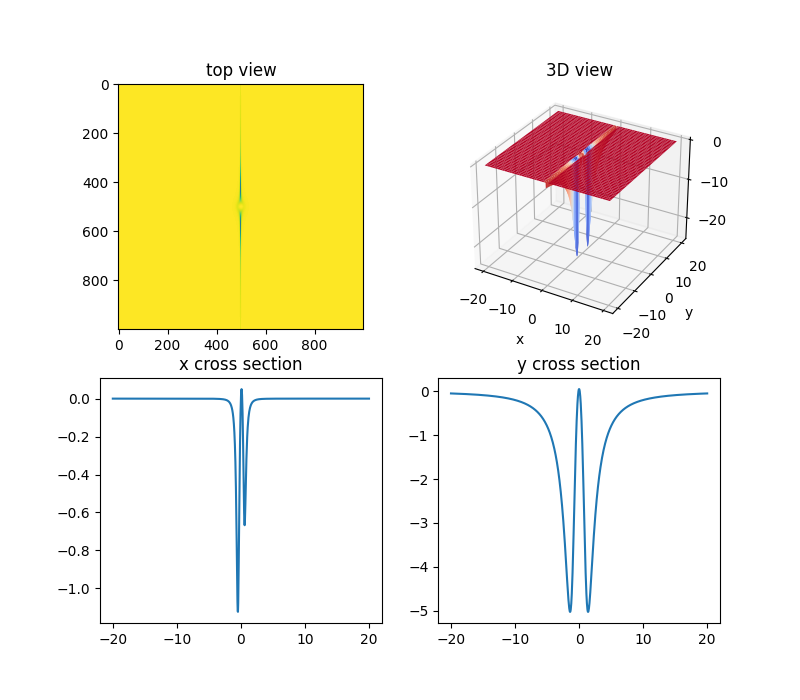 top view
0
200
400
600
800
0 200 400 600 800
3D view
0
−10
−20
−20 −10 0 10 20
x
−20 −10 0 10 20
y
x cross section
0.0
−0.2
−0.4
−0.6
−0.8
−1.0
−20 −10 0 10 20
y cross section
0
−1
−2
−3
−4
−5
−20 −10 0 10 20